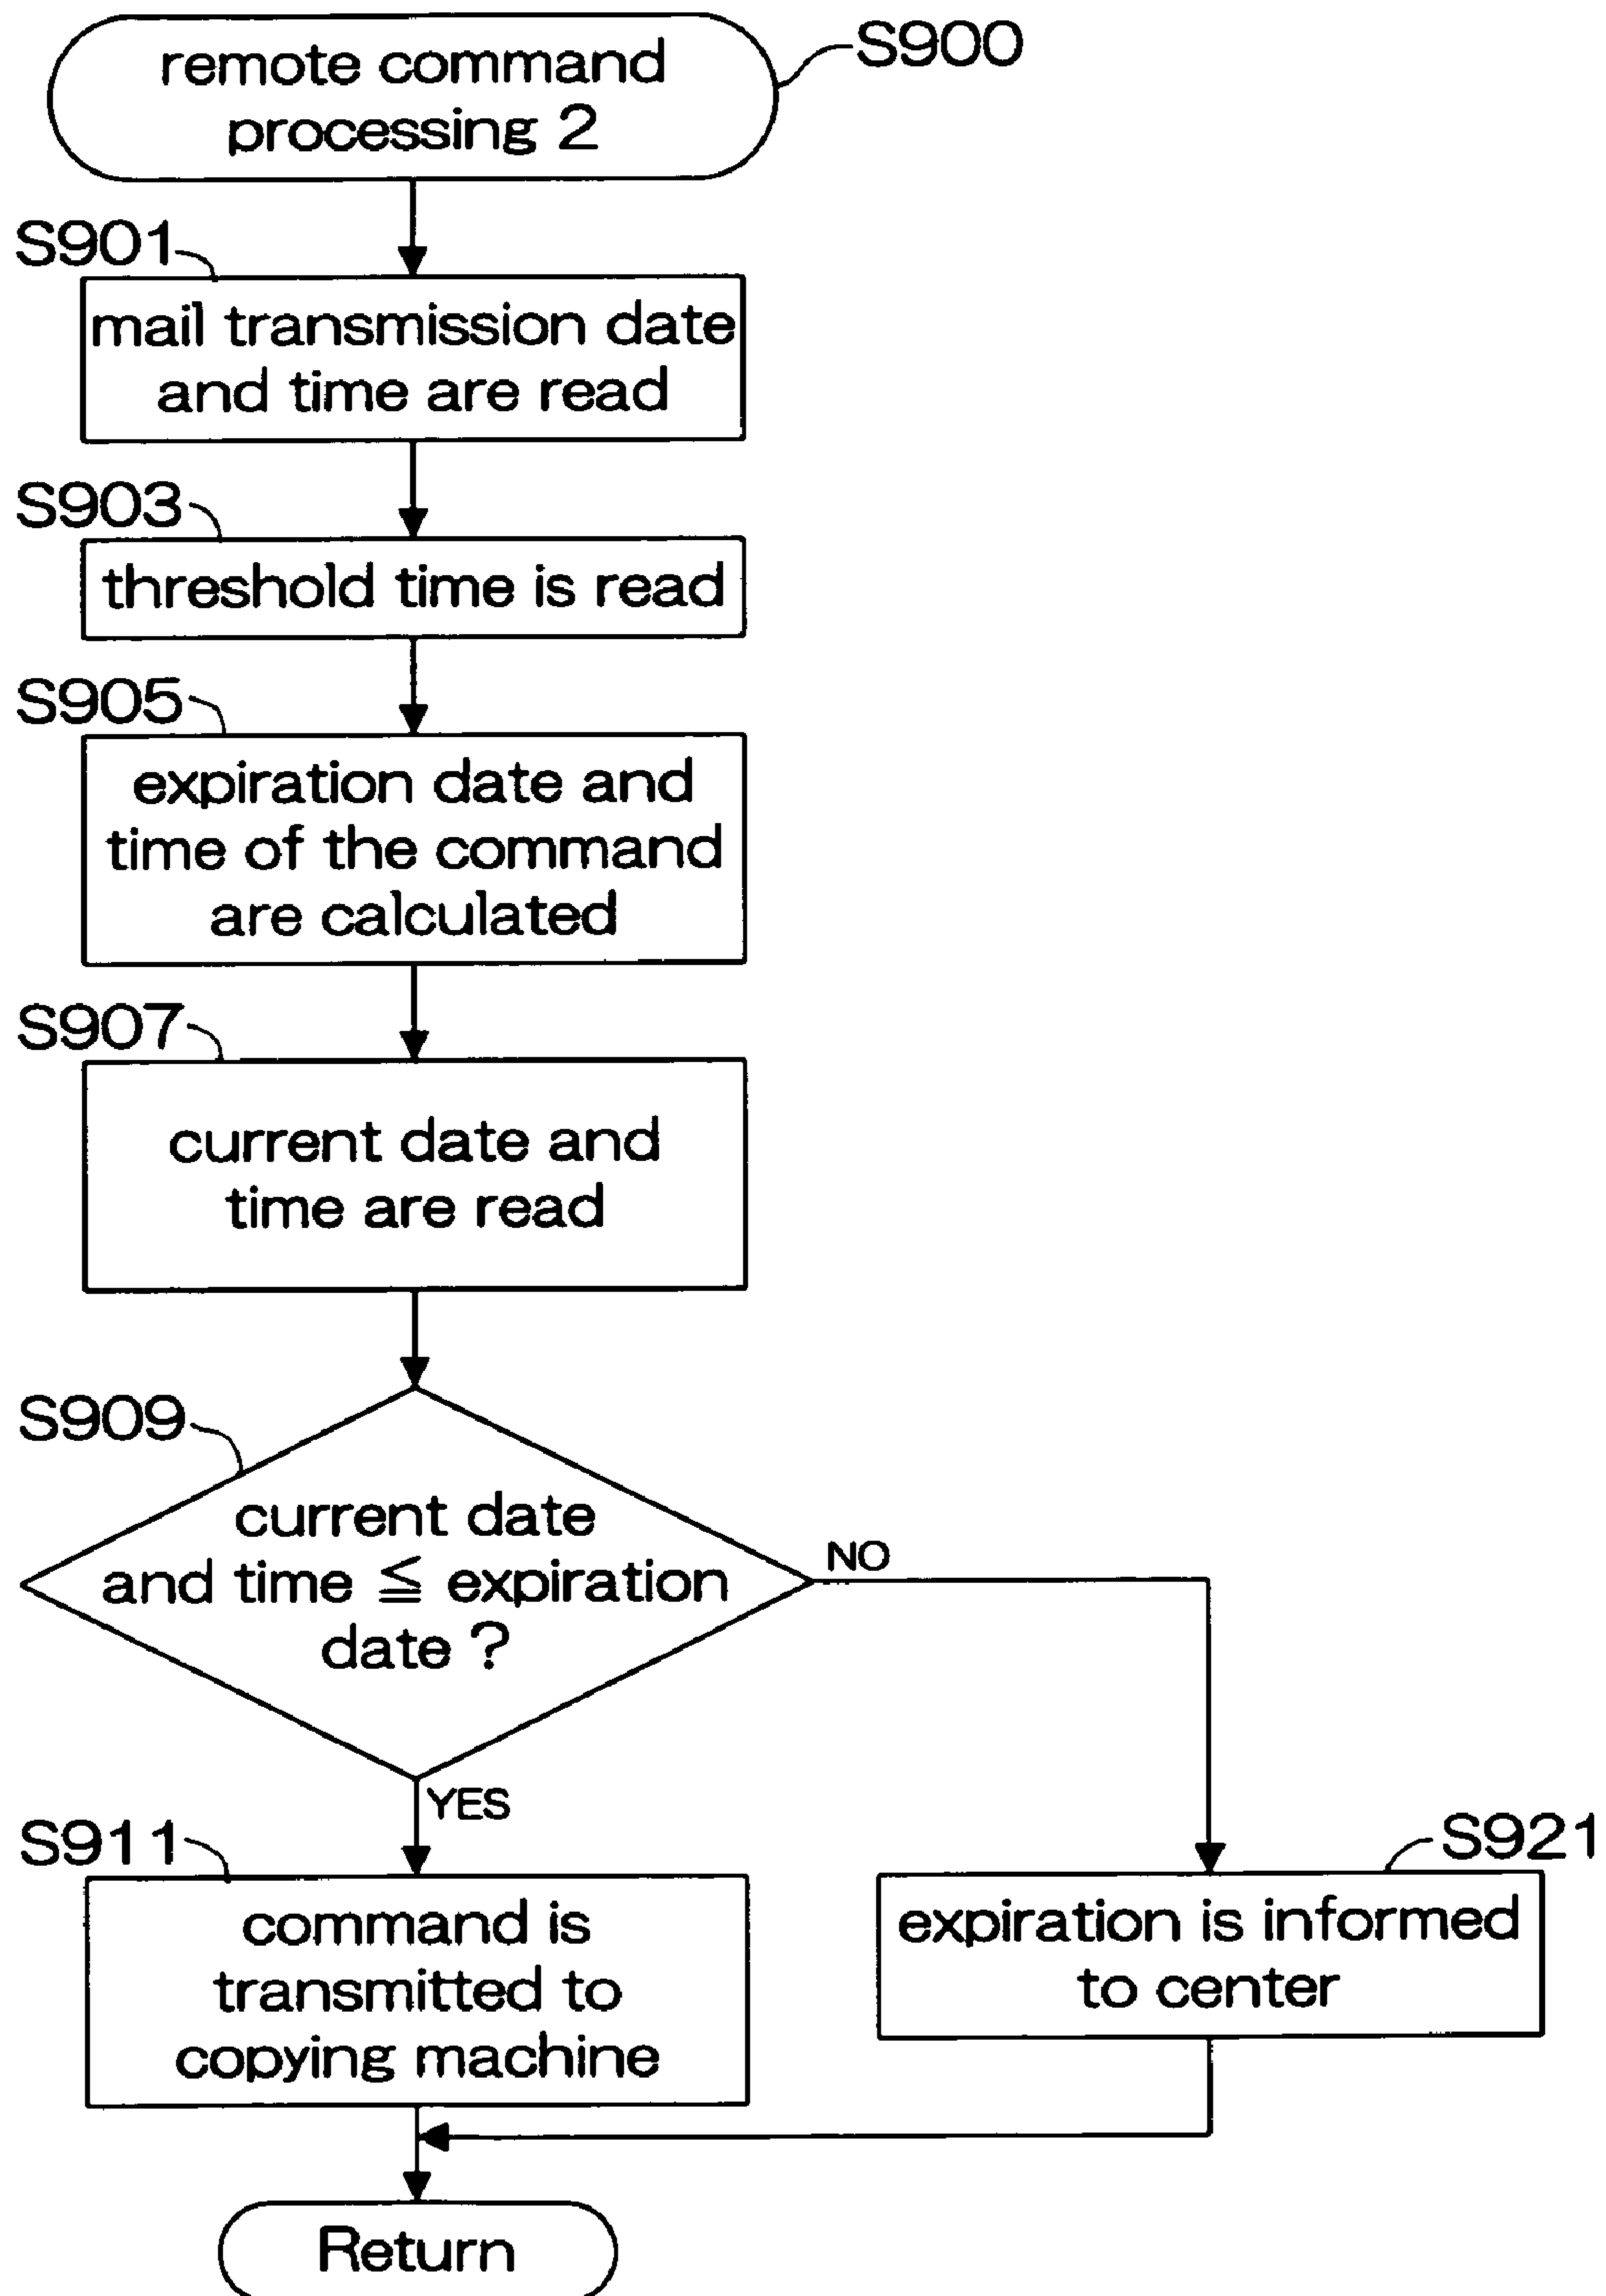 remote command
processing 2
S900
S901
mail transmission date
and time are read
S903
threshold time is read
S905
expiration date and
time of the command
are calculated
S907
current date and
time are read
S909
current date
and time ≦ expiration
date ?
NO
YES
S911
command is
transmitted to
copying machine
S921
expiration is informed
to center
Return